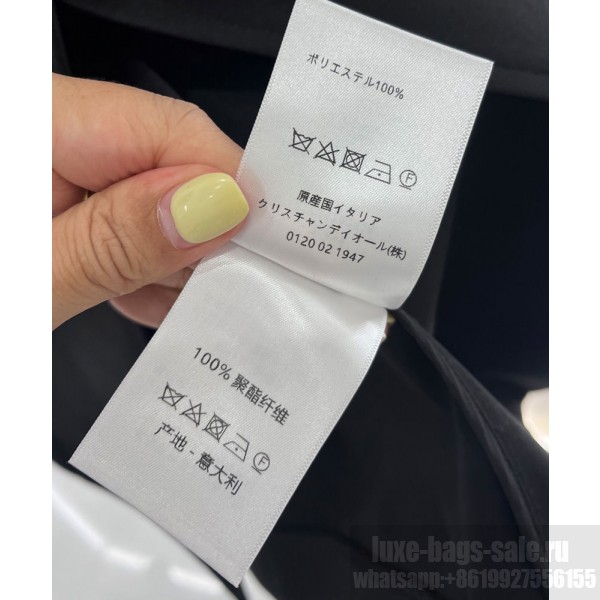 ポリエステル100%
原産国イタリア
クリスチャンディオール(株)
0120 02 1947
100% 聚酯纤维
产地 - 意大利
luxe-bags-sale.ru
whatsapp:+8619927556155